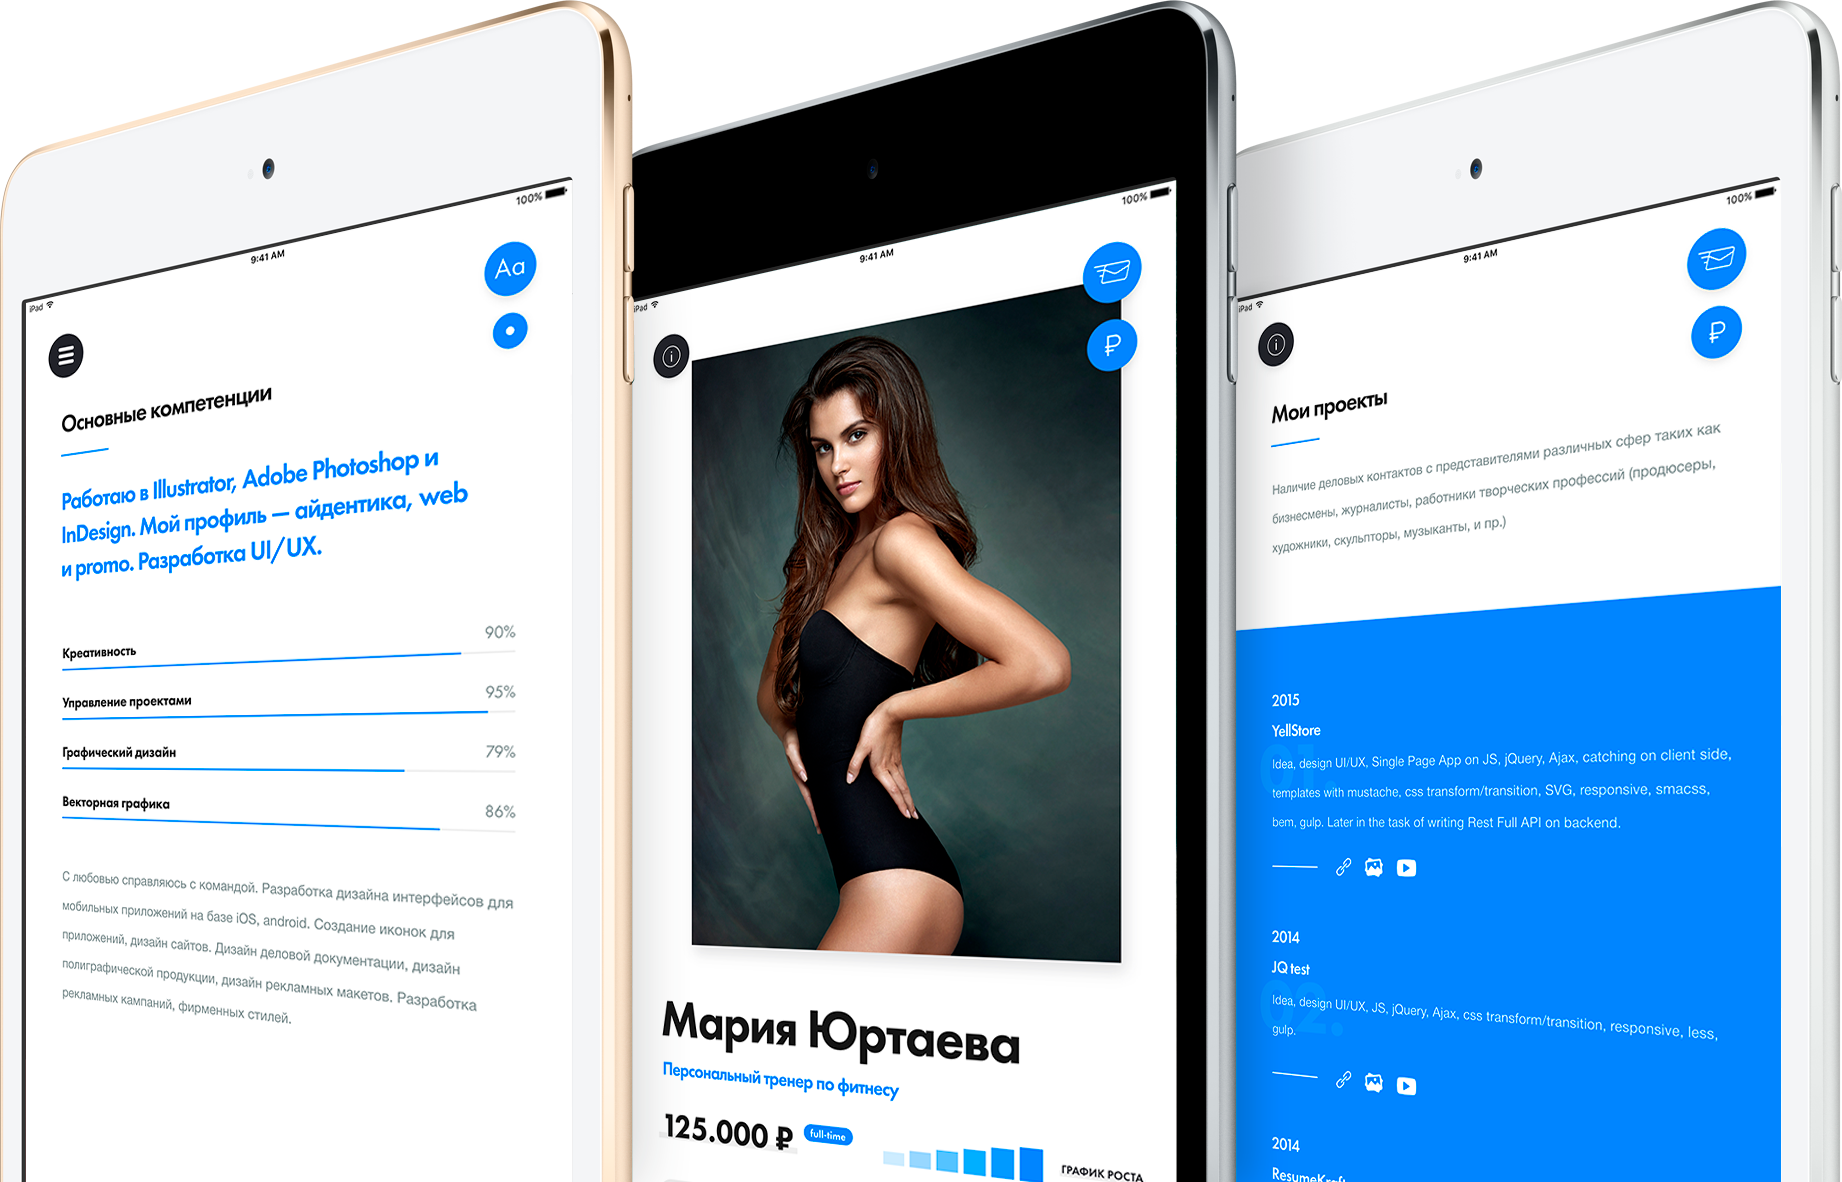 100%
9:41 AM
iPad
Aa
Основные компетенции
Работаю в Illustrator, Adobe Photoshop и
InDesign. Мой профиль — айдентика, web
и promo. Разработка UI/UX.
90%
Креативность
95%
Управление проектами
79%
Графический дизайн
86%
Векторная графика
С любовью справляюсь с командой. Разработка дизайна интерфейсов для
мобильных приложений на базе iOS, android. Создание иконок для
приложений, дизайн сайтов. Дизайн деловой документации, дизайн
полиграфической продукции, дизайн рекламных макетов. Разработка
рекламных кампаний, фирменных стилей.
100%
9:41 AM
iPad
i
₽
Мария Юртаева
Персональный тренер по фитнесу
125.000 ₽ full-time
ГРАФИК РОСТА
100%
9:41 AM
iPad
i
₽
Мои проекты
Наличие деловых контактов с представителями различных сфер таких как
бизнесмены, журналисты, работники творческих профессий (продюсеры,
художники, скульпторы, музыканты, и пр.)
2015
YellStore
01.
Idea, design UI/UX, Single Page App on JS, jQuery, Ajax, catching on client side,
templates with mustache, css transform/transition, SVG, responsive, smacss,
bem, gulp. Later in the task of writing Rest Full API on backend.
2014
JQ test
02.
Idea, design UI/UX, JS, jQuery, Ajax, css transform/transition, responsive, less,
gulp.
2014
ResumeKraft